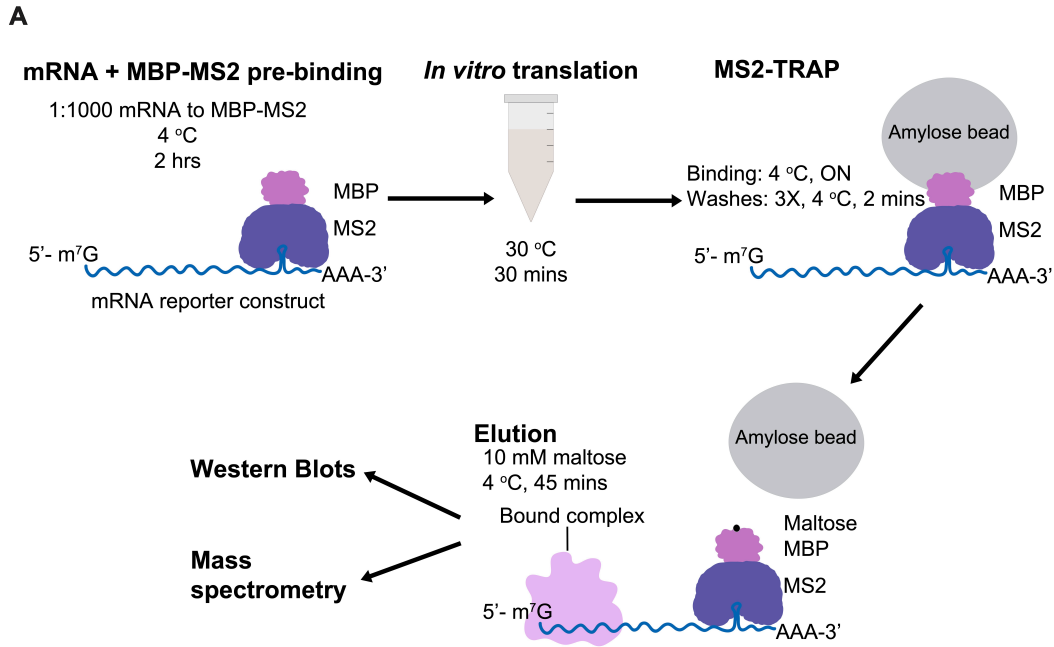 A
mRNA + MBP-MS2 pre-binding
1:1000 mRNA to MBP-MS2
4 °C
2 hrs
MBP
MS2
5’- m⁷G
AAA-3’
mRNA reporter construct
In vitro translation
30 °C
30 mins
MS2-TRAP
Amylose bead
Binding: 4 °C, ON
Washes: 3X, 4 °C, 2 mins
MBP
MS2
5’- m⁷G
AAA-3’
Amylose bead
Maltose
MBP
MS2
AAA-3’
Elution
10 mM maltose
4 °C, 45 mins
Bound complex
5’- m⁷G
Western Blots
Mass
spectrometry